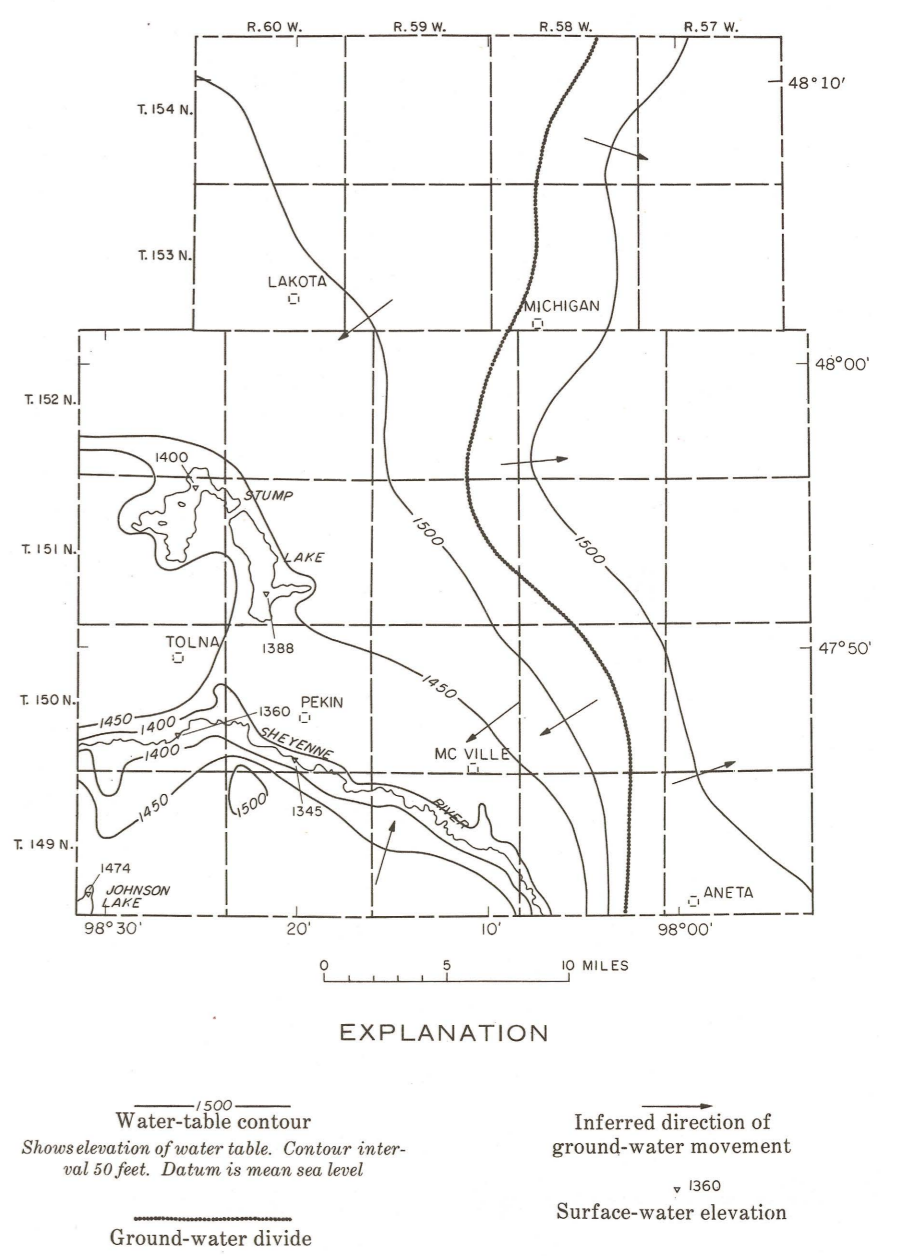 R.60 W. R.59 W. R.58 W. R.57 W.
48°10'
T. 154 N.
T. 153 N.
LAKOTA
MICHIGAN
48°00'
T. 152 N.
1400
STUMP
1500
1500
LAKE
T. 151 N.
TOLNA
1388
47°50'
1450
T. 150 N.
PEKIN
1360
1450
1400
SHEYENNE
1400
MC VILLE
1450
1500
1345
RIVER
T. 149 N.
1474
JOHNSON
LAKE
ANETA
98°30' 20' 10' 98°00'
0 5 10 MILES
EXPLANATION
1500
Water-table contour
Shows elevation of water table. Contour inter-
val 50 feet. Datum is mean sea level
Ground-water divide
Inferred direction of
ground-water movement
1360
Surface-water elevation